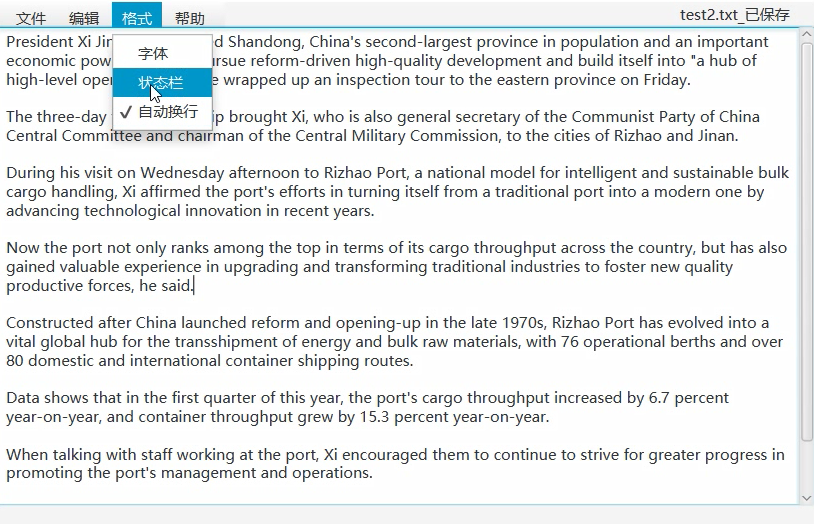 文件 编辑 格式 帮助 test2.txt_已保存
字体
状态栏
✓ 自动换行
President Xi Jin d Shandong, China's second-largest province in population and an important
economic pow ursue reform-driven high-quality development and build itself into "a hub of
high-level oper e wrapped up an inspection tour to the eastern province on Friday.
The three-day ip brought Xi, who is also general secretary of the Communist Party of China
Central Committee and chairman of the Central Military Commission, to the cities of Rizhao and Jinan.
During his visit on Wednesday afternoon to Rizhao Port, a national model for intelligent and sustainable bulk
cargo handling, Xi affirmed the port's efforts in turning itself from a traditional port into a modern one by
advancing technological innovation in recent years.
Now the port not only ranks among the top in terms of its cargo throughput across the country, but has also
gained valuable experience in upgrading and transforming traditional industries to foster new quality
productive forces, he said.
Constructed after China launched reform and opening-up in the late 1970s, Rizhao Port has evolved into a
vital global hub for the transshipment of energy and bulk raw materials, with 76 operational berths and over
80 domestic and international container shipping routes.
Data shows that in the first quarter of this year, the port's cargo throughput increased by 6.7 percent
year-on-year, and container throughput grew by 15.3 percent year-on-year.
When talking with staff working at the port, Xi encouraged them to continue to strive for greater progress in
promoting the port's management and operations.